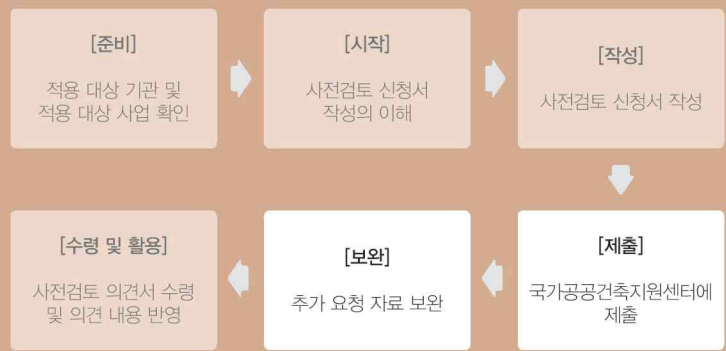 [준비]
적용 대상 기관 및
적용 대상 사업 확인
[시작]
사전검토 신청서
작성의 이해
[작성]
사전검토 신청서 작성
[제출]
국가공공건축지원센터에
제출
[보완]
추가 요청 자료 보완
[수령 및 활용]
사전검토 의견서 수령
및 의견 내용 반영